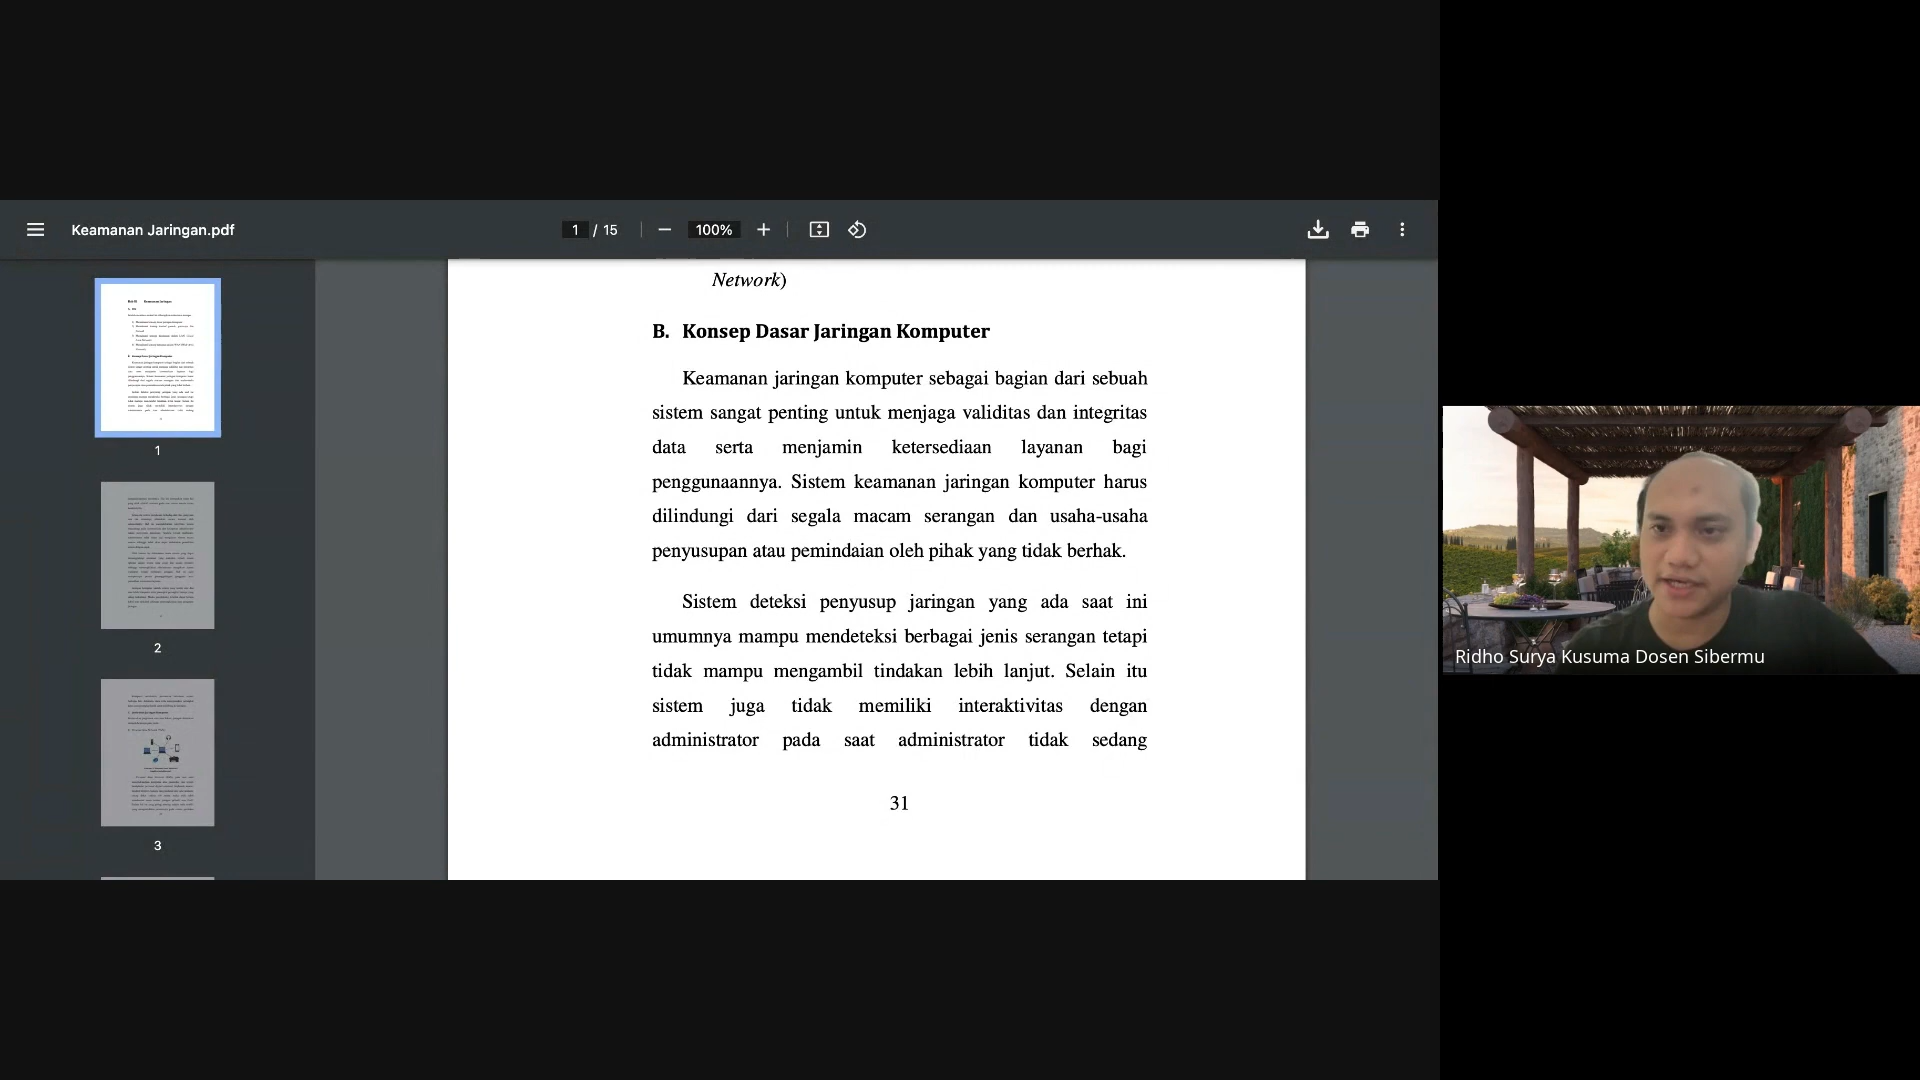 Keamanan Jaringan.pdf
1 / 15
100%
1
2
3
Network)
B. Konsep Dasar Jaringan Komputer
Keamanan jaringan komputer sebagai bagian dari sebuah
sistem sangat penting untuk menjaga validitas dan integritas
data serta menjamin ketersediaan layanan bagi
penggunaannya. Sistem keamanan jaringan komputer harus
dilindungi dari segala macam serangan dan usaha-usaha
penyusupan atau pemindaian oleh pihak yang tidak berhak.
Sistem deteksi penyusup jaringan yang ada saat ini
umumnya mampu mendeteksi berbagai jenis serangan tetapi
tidak mampu mengambil tindakan lebih lanjut. Selain itu
sistem juga tidak memiliki interaktivitas dengan
administrator pada saat administrator tidak sedang
31
Ridho Surya Kusuma Dosen Sibermu